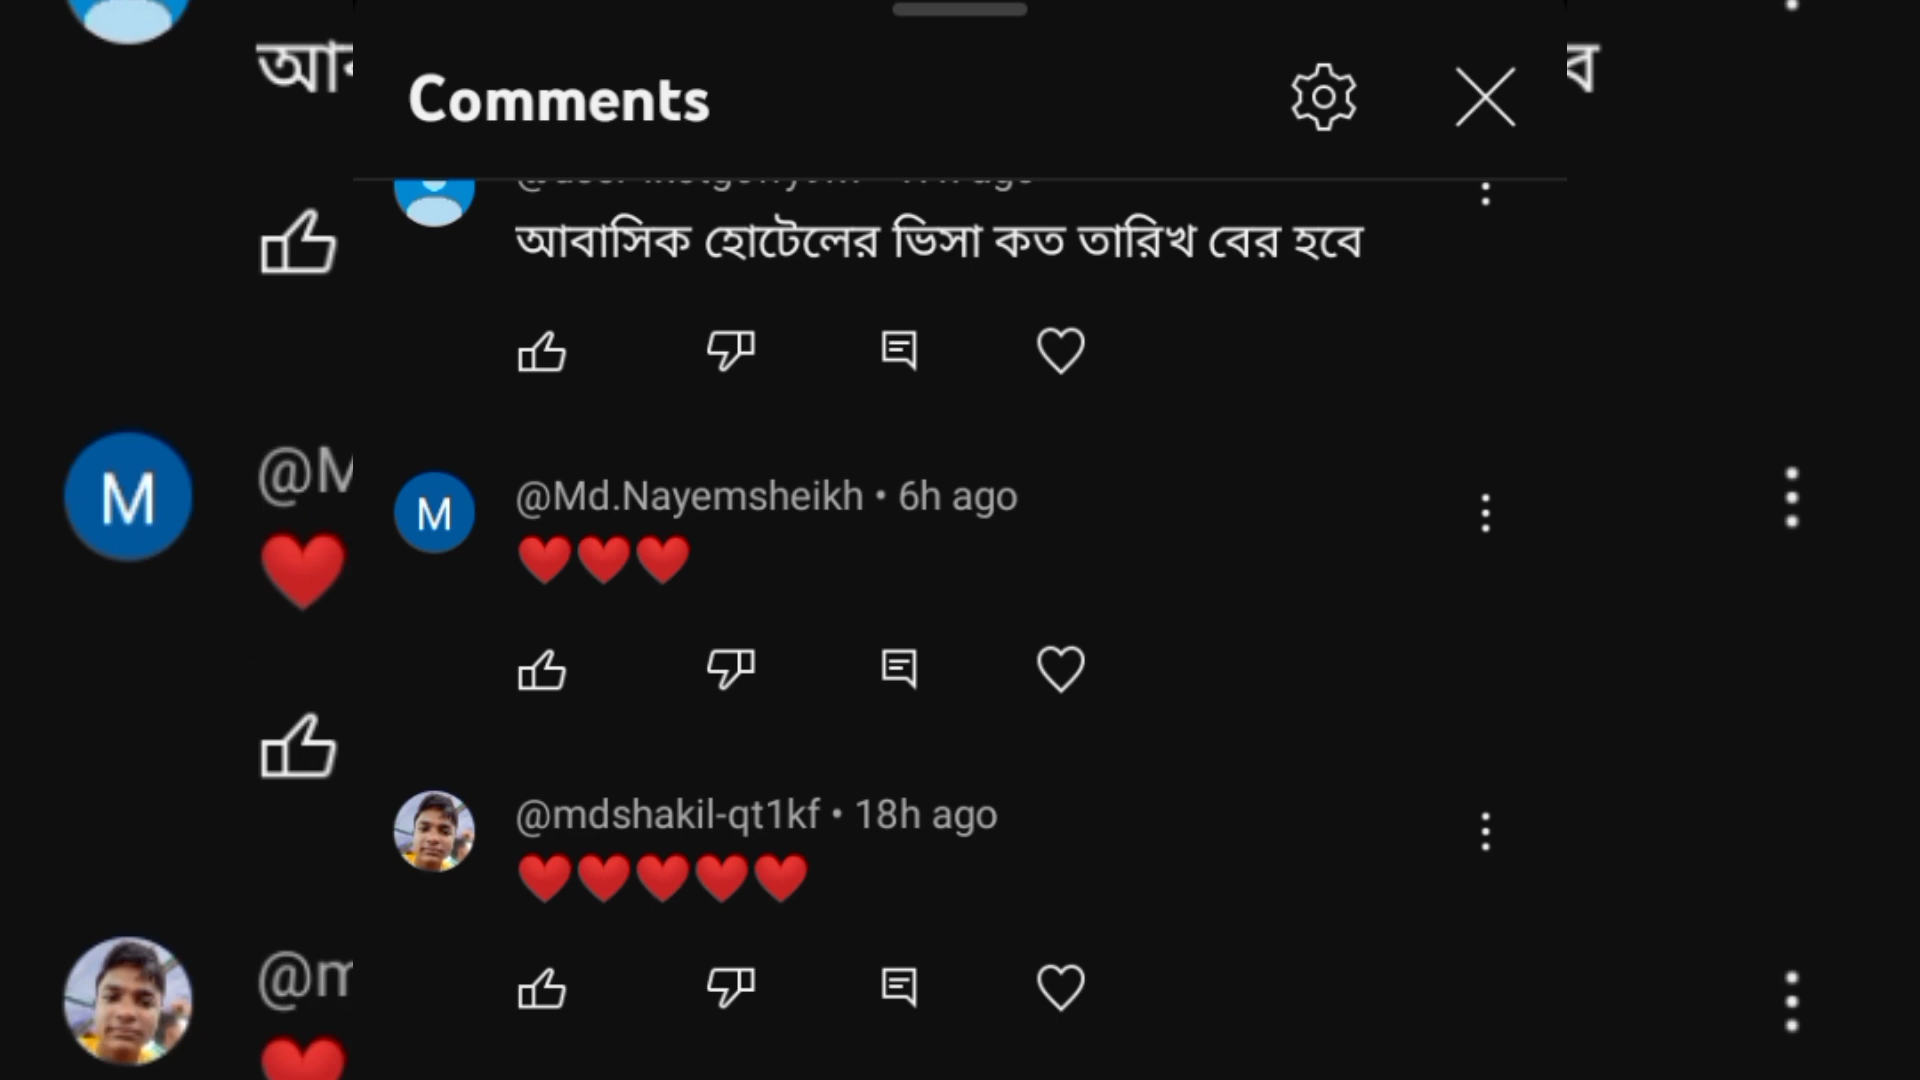 Comments
আবাসিক হোটেলের ভিসা কত তারিখ বের হবে
M
@Md.Nayemsheikh • 6h ago
❤️❤️❤️
@mdshakil-qt1kf • 18h ago
❤️❤️❤️❤️❤️
M
@M
❤️
@m
❤️